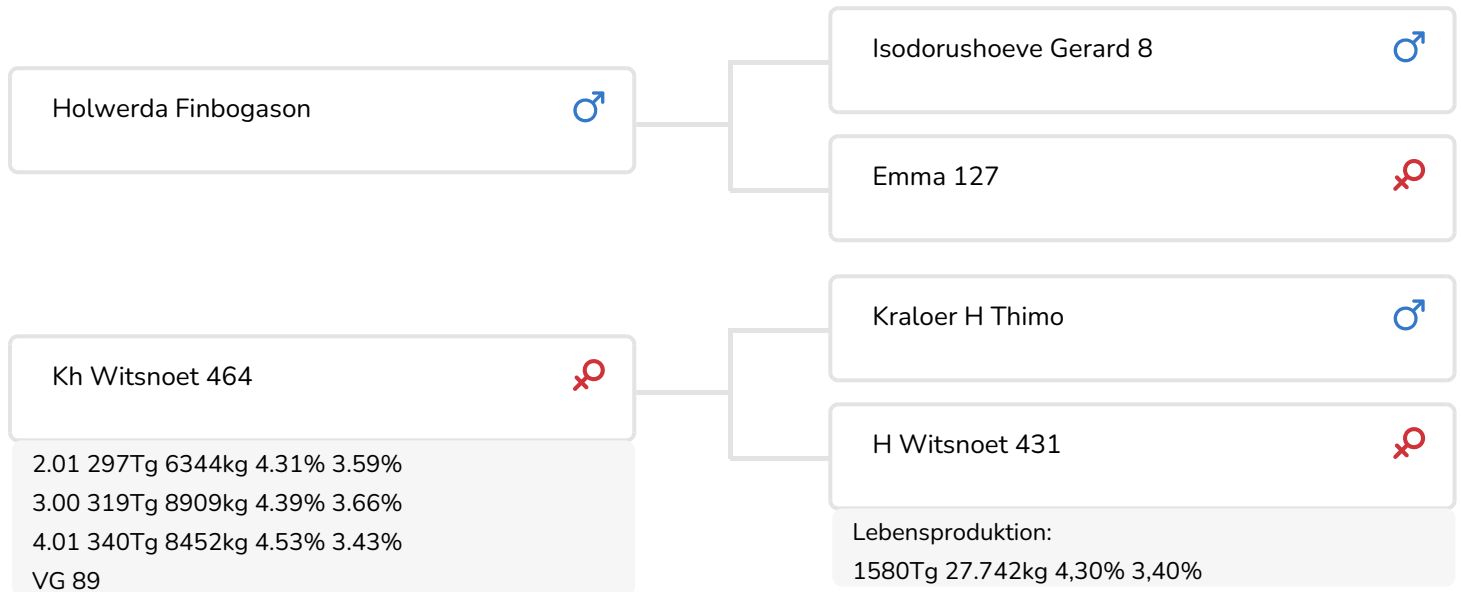 Holwerda Finbogason
Isodorushoeve Gerard 8
Emma 127
Kh Witsnoet 464
2.01 297Tg 6344kg 4.31% 3.59%
3.00 319Tg 8909kg 4.39% 3.66%
4.01 340Tg 8452kg 4.53% 3.43%
VG 89
Kraloer H Thimo
H Witsnoet 431
Lebensproduktion:
1580Tg 27.742kg 4,30% 3,40%